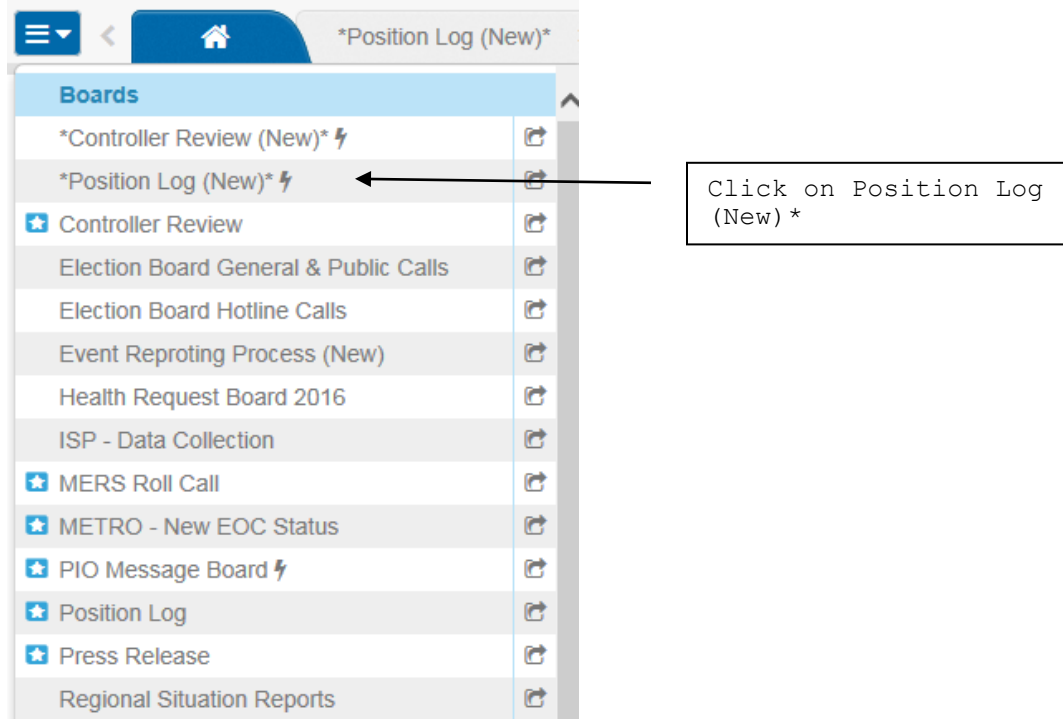 *Position Log (New)*
Boards
*Controller Review (New)*
*Position Log (New)*
Click on Position Log
(New)*
Controller Review
Election Board General & Public Calls
Election Board Hotline Calls
Event Reproting Process (New)
Health Request Board 2016
ISP - Data Collection
MERS Roll Call
METRO - New EOC Status
PIO Message Board
Position Log
Press Release
Regional Situation Reports